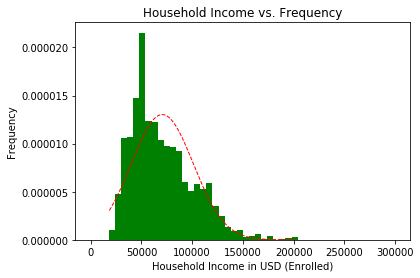 Household Income vs. Frequency
0.000020
0.000015
0.000010
0.000005
0.000000
Frequency
0 50000 100000 150000 200000 250000 300000
Household Income in USD (Enrolled)